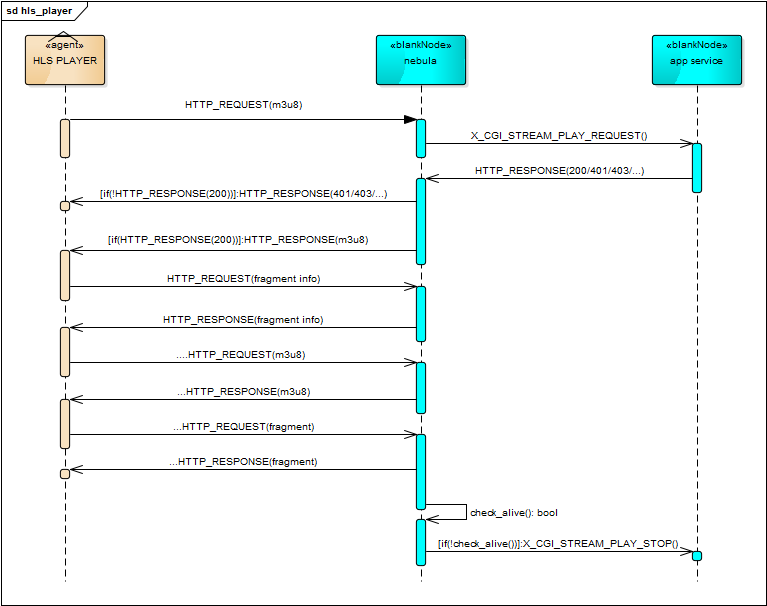 sd hls_player
«agent»
HLS PLAYER
«blankNode»
nebula
«blankNode»
app service
HTTP_REQUEST(m3u8)
X_CGI_STREAM_PLAY_REQUEST()
HTTP_RESPONSE(200/401/403/...)
[if(!HTTP_RESPONSE(200))]:HTTP_RESPONSE(401/403/...)
[if(HTTP_RESPONSE(200))]:HTTP_RESPONSE(m3u8)
HTTP_REQUEST(fragment info)
HTTP_RESPONSE(fragment info)
....HTTP_REQUEST(m3u8)
...HTTP_RESPONSE(m3u8)
...HTTP_REQUEST(fragment)
...HTTP_RESPONSE(fragment)
check_alive(): bool
[if(!check_alive())]:X_CGI_STREAM_PLAY_STOP()